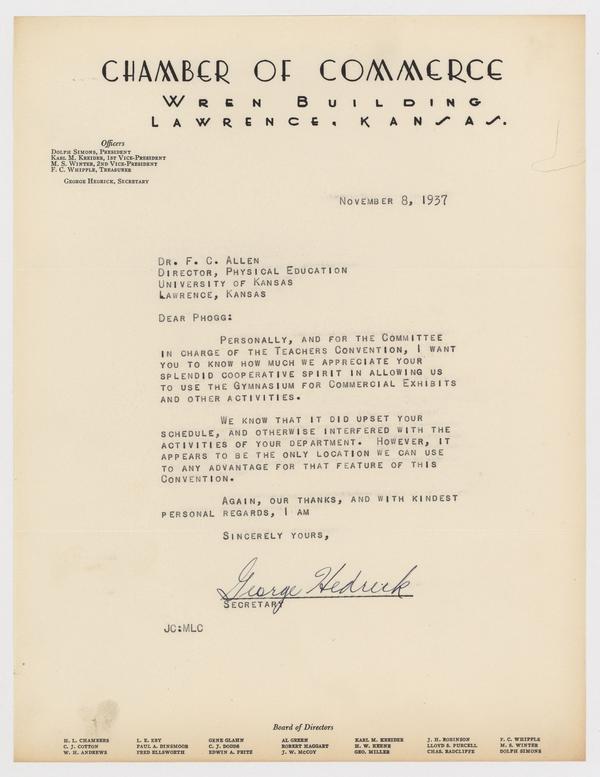 CHAMBER OF COMMERCE
WREN BUILDING
LAWRENCE, KANSAS.
Officers
DOLPH SIMONS, PRESIDENT
KARL M. KREIDER, 1ST VICE-PRESIDENT
M. S. WINTER, 2ND VICE-PRESIDENT
F. C. WHIPPLE, TREASURER
GEORGE HEDRICK, SECRETARY
NOVEMBER 8, 1937
DR. F. C. ALLEN
DIRECTOR, PHYSICAL EDUCATION
UNIVERSITY OF KANSAS
LAWRENCE, KANSAS
DEAR PHOGG:
PERSONALLY, AND FOR THE COMMITTEE
IN CHARGE OF THE TEACHERS CONVENTION, I WANT
YOU TO KNOW HOW MUCH WE APPRECIATE YOUR
SPLENDID COOPERATIVE SPIRIT IN ALLOWING US
TO USE THE GYMNASIUM FOR COMMERCIAL EXHIBITS
AND OTHER ACTIVITIES.
WE KNOW THAT IT DID UPSET YOUR
SCHEDULE, AND OTHERWISE INTERFERED WITH THE
ACTIVITIES OF YOUR DEPARTMENT. HOWEVER, IT
APPEARS TO BE THE ONLY LOCATION WE CAN USE
TO ANY ADVANTAGE FOR THAT FEATURE OF THIS
CONVENTION.
AGAIN, OUR THANKS, AND WITH KINDEST
PERSONAL REGARDS, I AM
SINCERELY YOURS,
George Hedrick
SECRETARY
JC:MLC
Board of Directors
H. L. CHAMBERS L. E. EBY GENE GLAHN AL GREEN KARL M. KREIDER J. H. ROBINSON F. C. WHIPPLE
C. J. COTTON PAUL A. DINSMOOR C. J. DODDS ROBERT HAGGART H. W. KEENE LLOYD S. PURCELL M. S. WINTER
W. H. ANDREWS FRED ELLSWORTH EDWIN A. FRITZ J. W. McCOY GEO. MILLER CHAS. RADCLIFFE DOLPH SIMONS